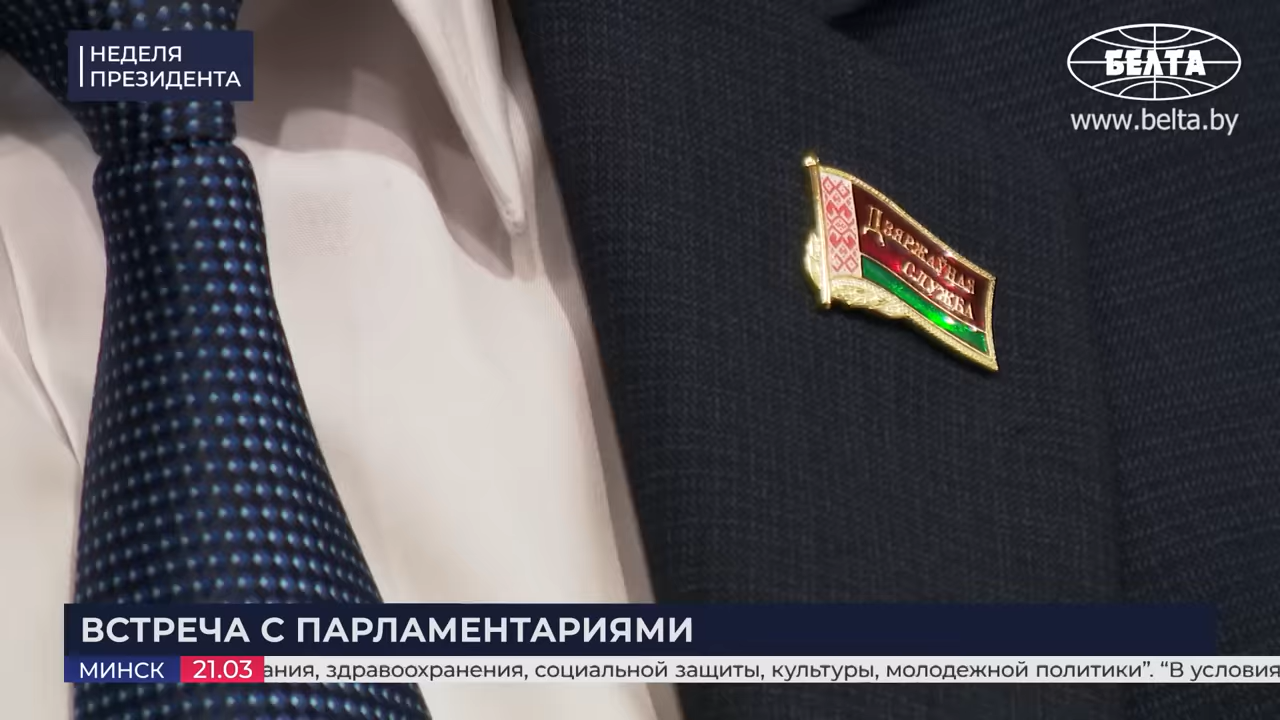 НЕДЕЛЯ
ПРЕЗИДЕНТА
БЕЛТА
www.belta.by
Дзяржаўная
служба
ВСТРЕЧА С ПАРЛАМЕНТАРИЯМИ
МИНСК 21.03 ания, здравоохранения, социальной защиты, культуры, молодежной политики”. “В условия